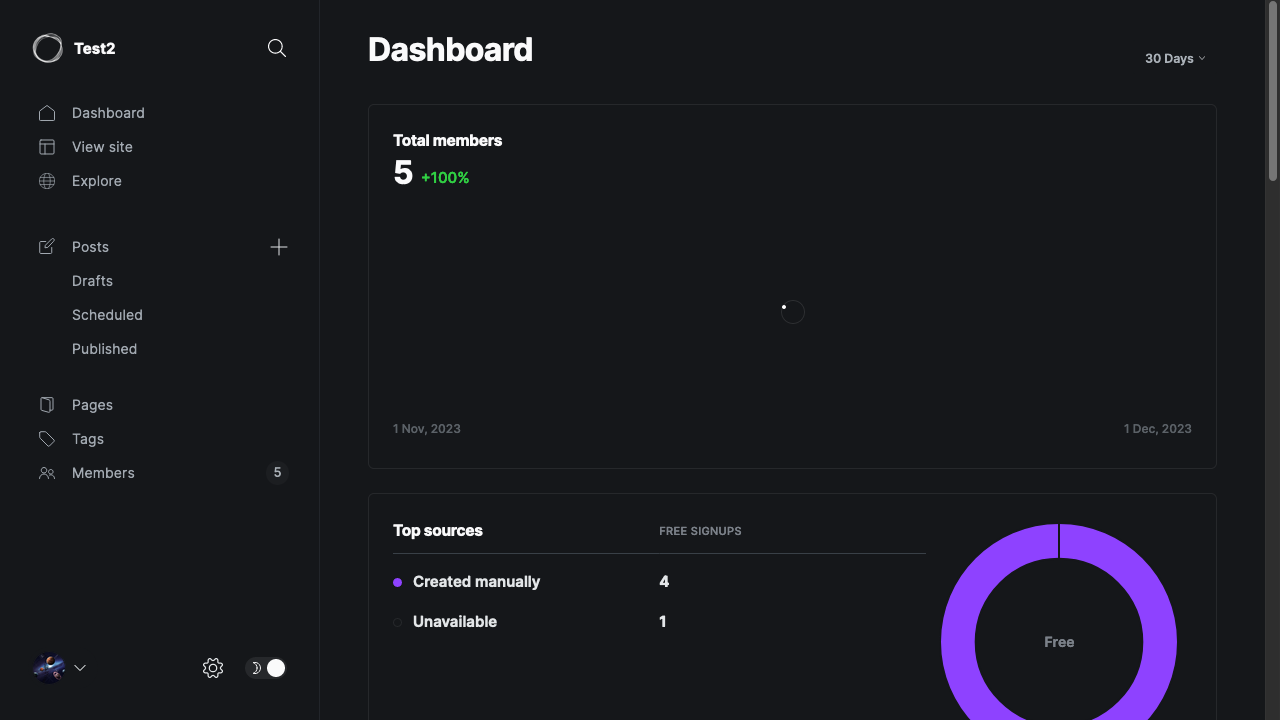 Test2
Dashboard
View site
Explore
Posts
Drafts
Scheduled
Published
Pages
Tags
Members
5
Dashboard
30 Days
Total members
5 +100%
1 Nov, 2023
1 Dec, 2023
Top sources
FREE SIGNUPS
Created manually
4
Unavailable
1
Free